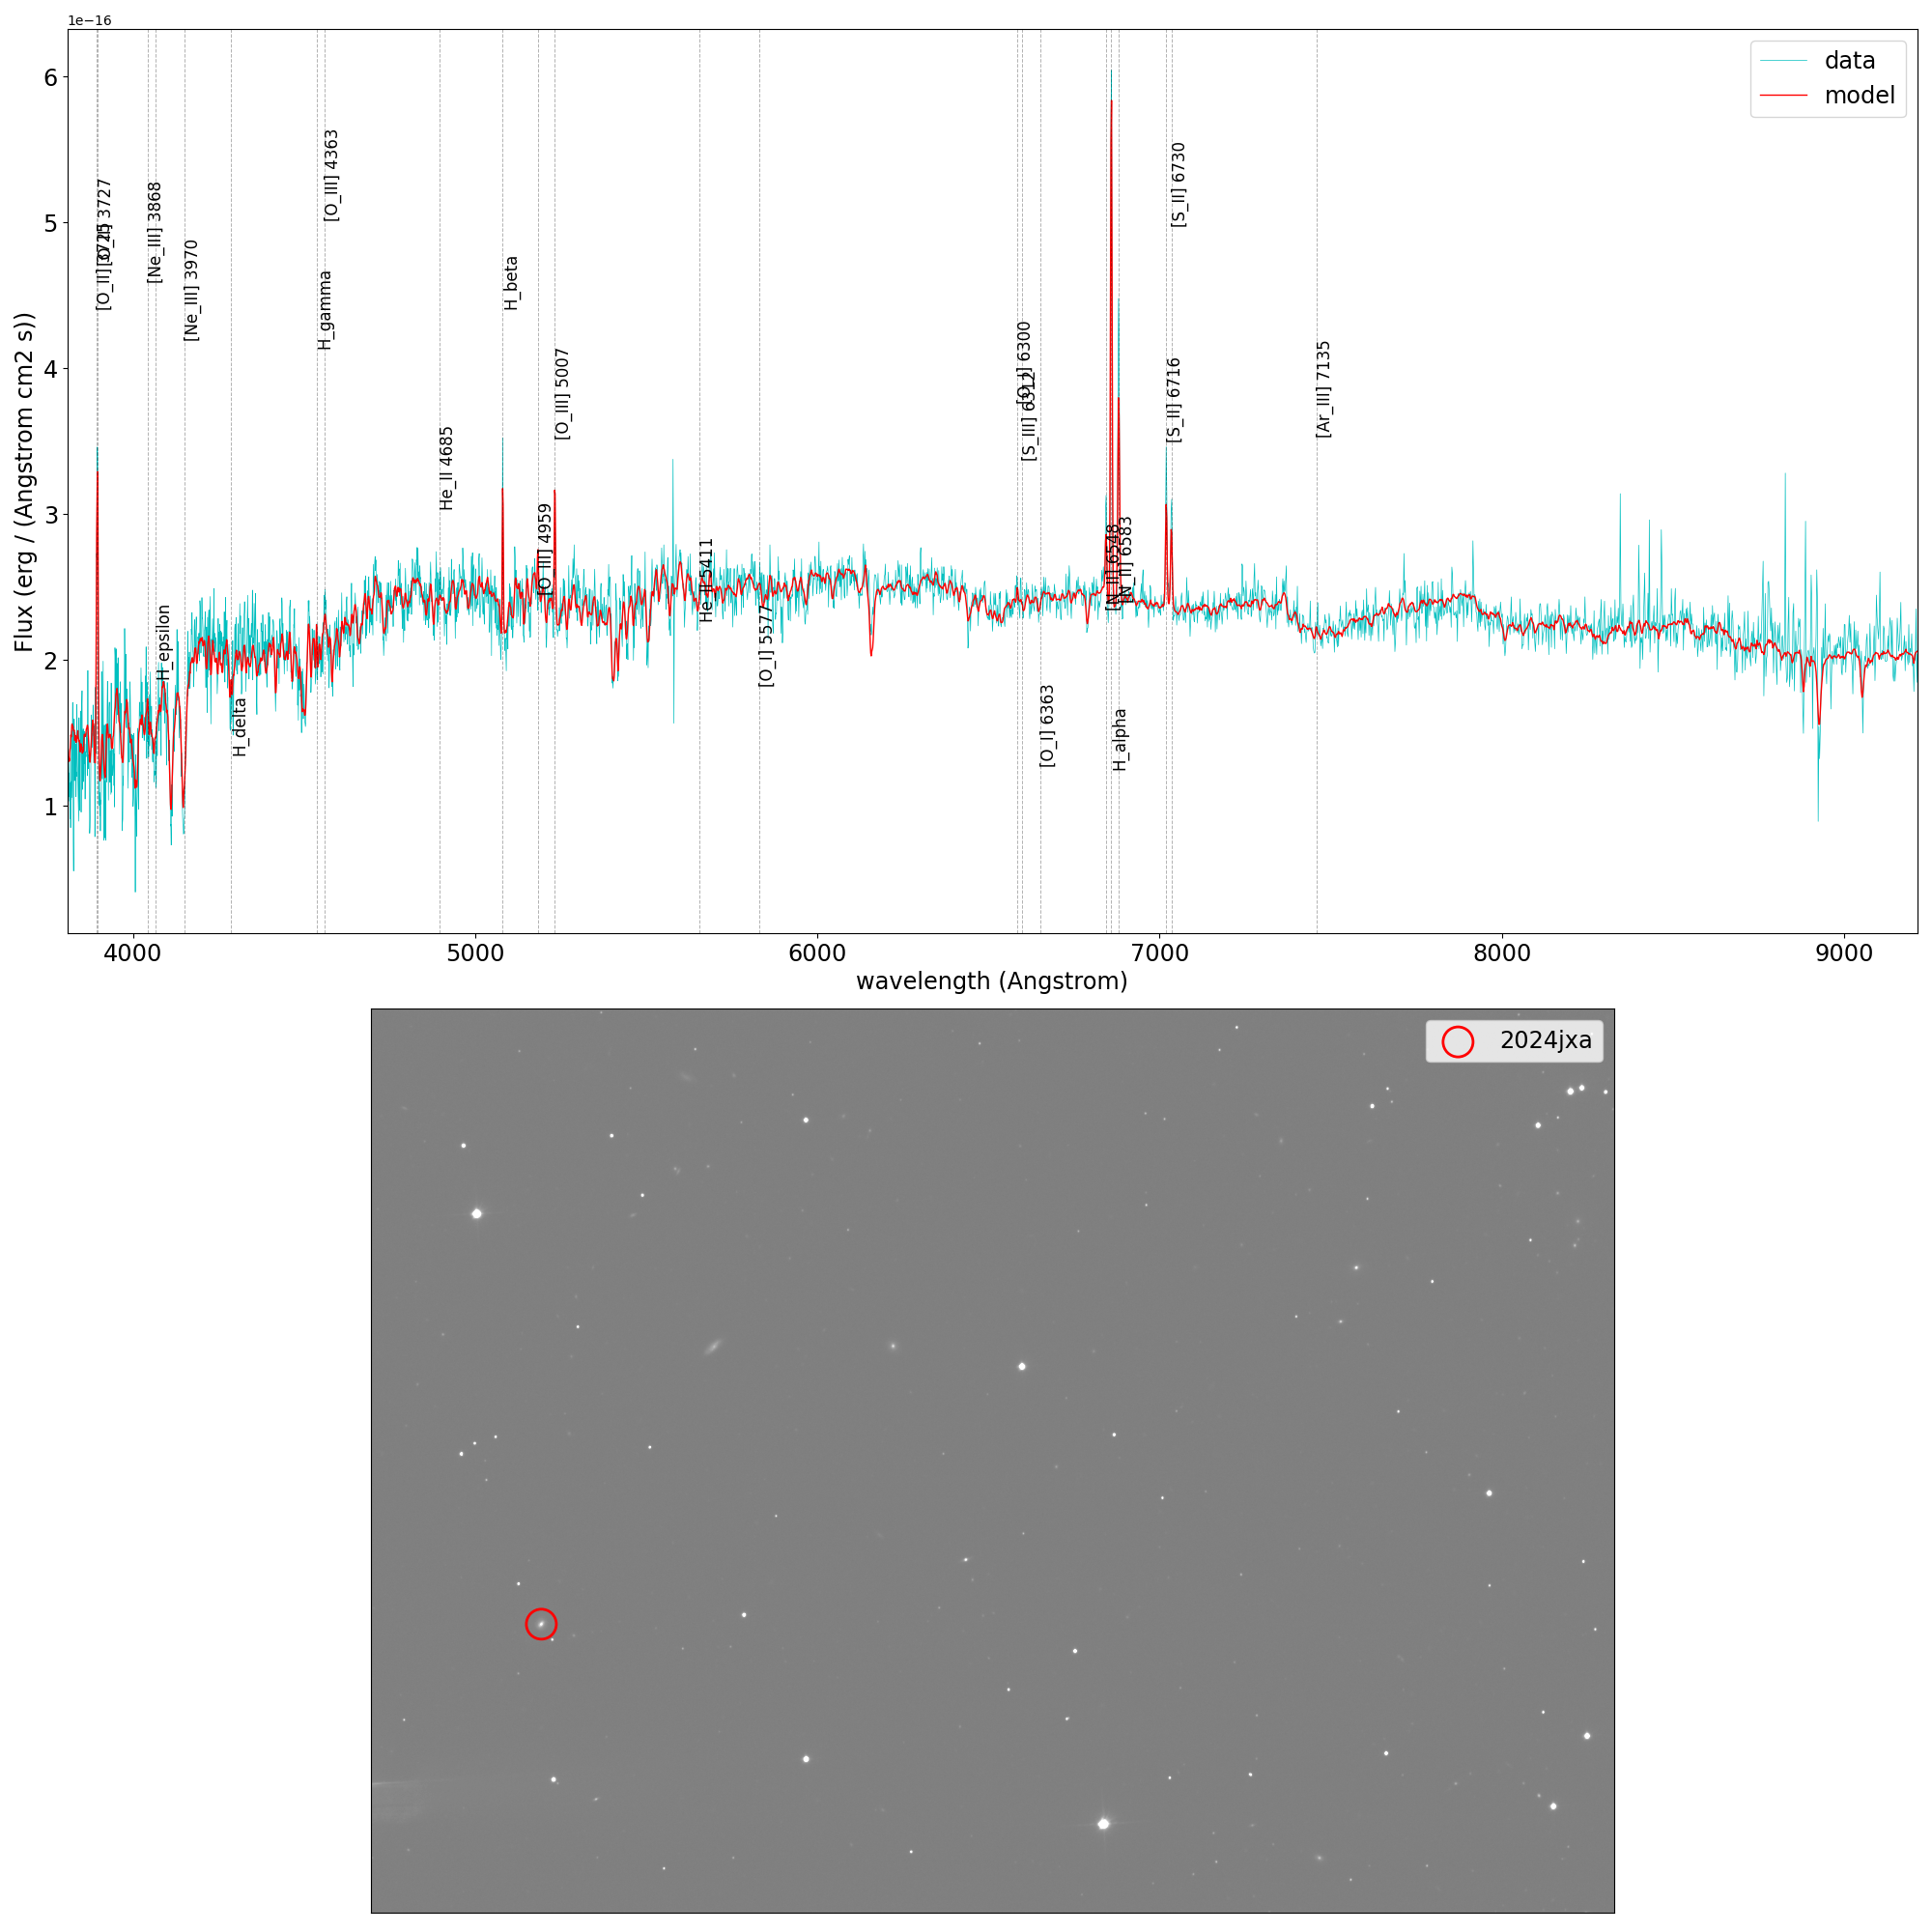 1e−16
data
model
6
5
4
3
2
1
Flux (erg / (Angstrom cm2 s))
[O_II] 3725
[O_II] 3727
[Ne_III] 3868
H_epsilon
[Ne_III] 3970
H_delta
H_gamma
[O_III] 4363
He_II 4685
H_beta
[O_III] 4959
[O_III] 5007
He_II 5411
[O_I] 5577
[O_I] 6300
[S_III] 6312
[O_I] 6363
[N_II] 6548
H_alpha
[N_II] 6583
[S_II] 6716
[S_II] 6730
[Ar_III] 7135
4000
5000
6000
7000
8000
9000
wavelength (Angstrom)
2024jxa